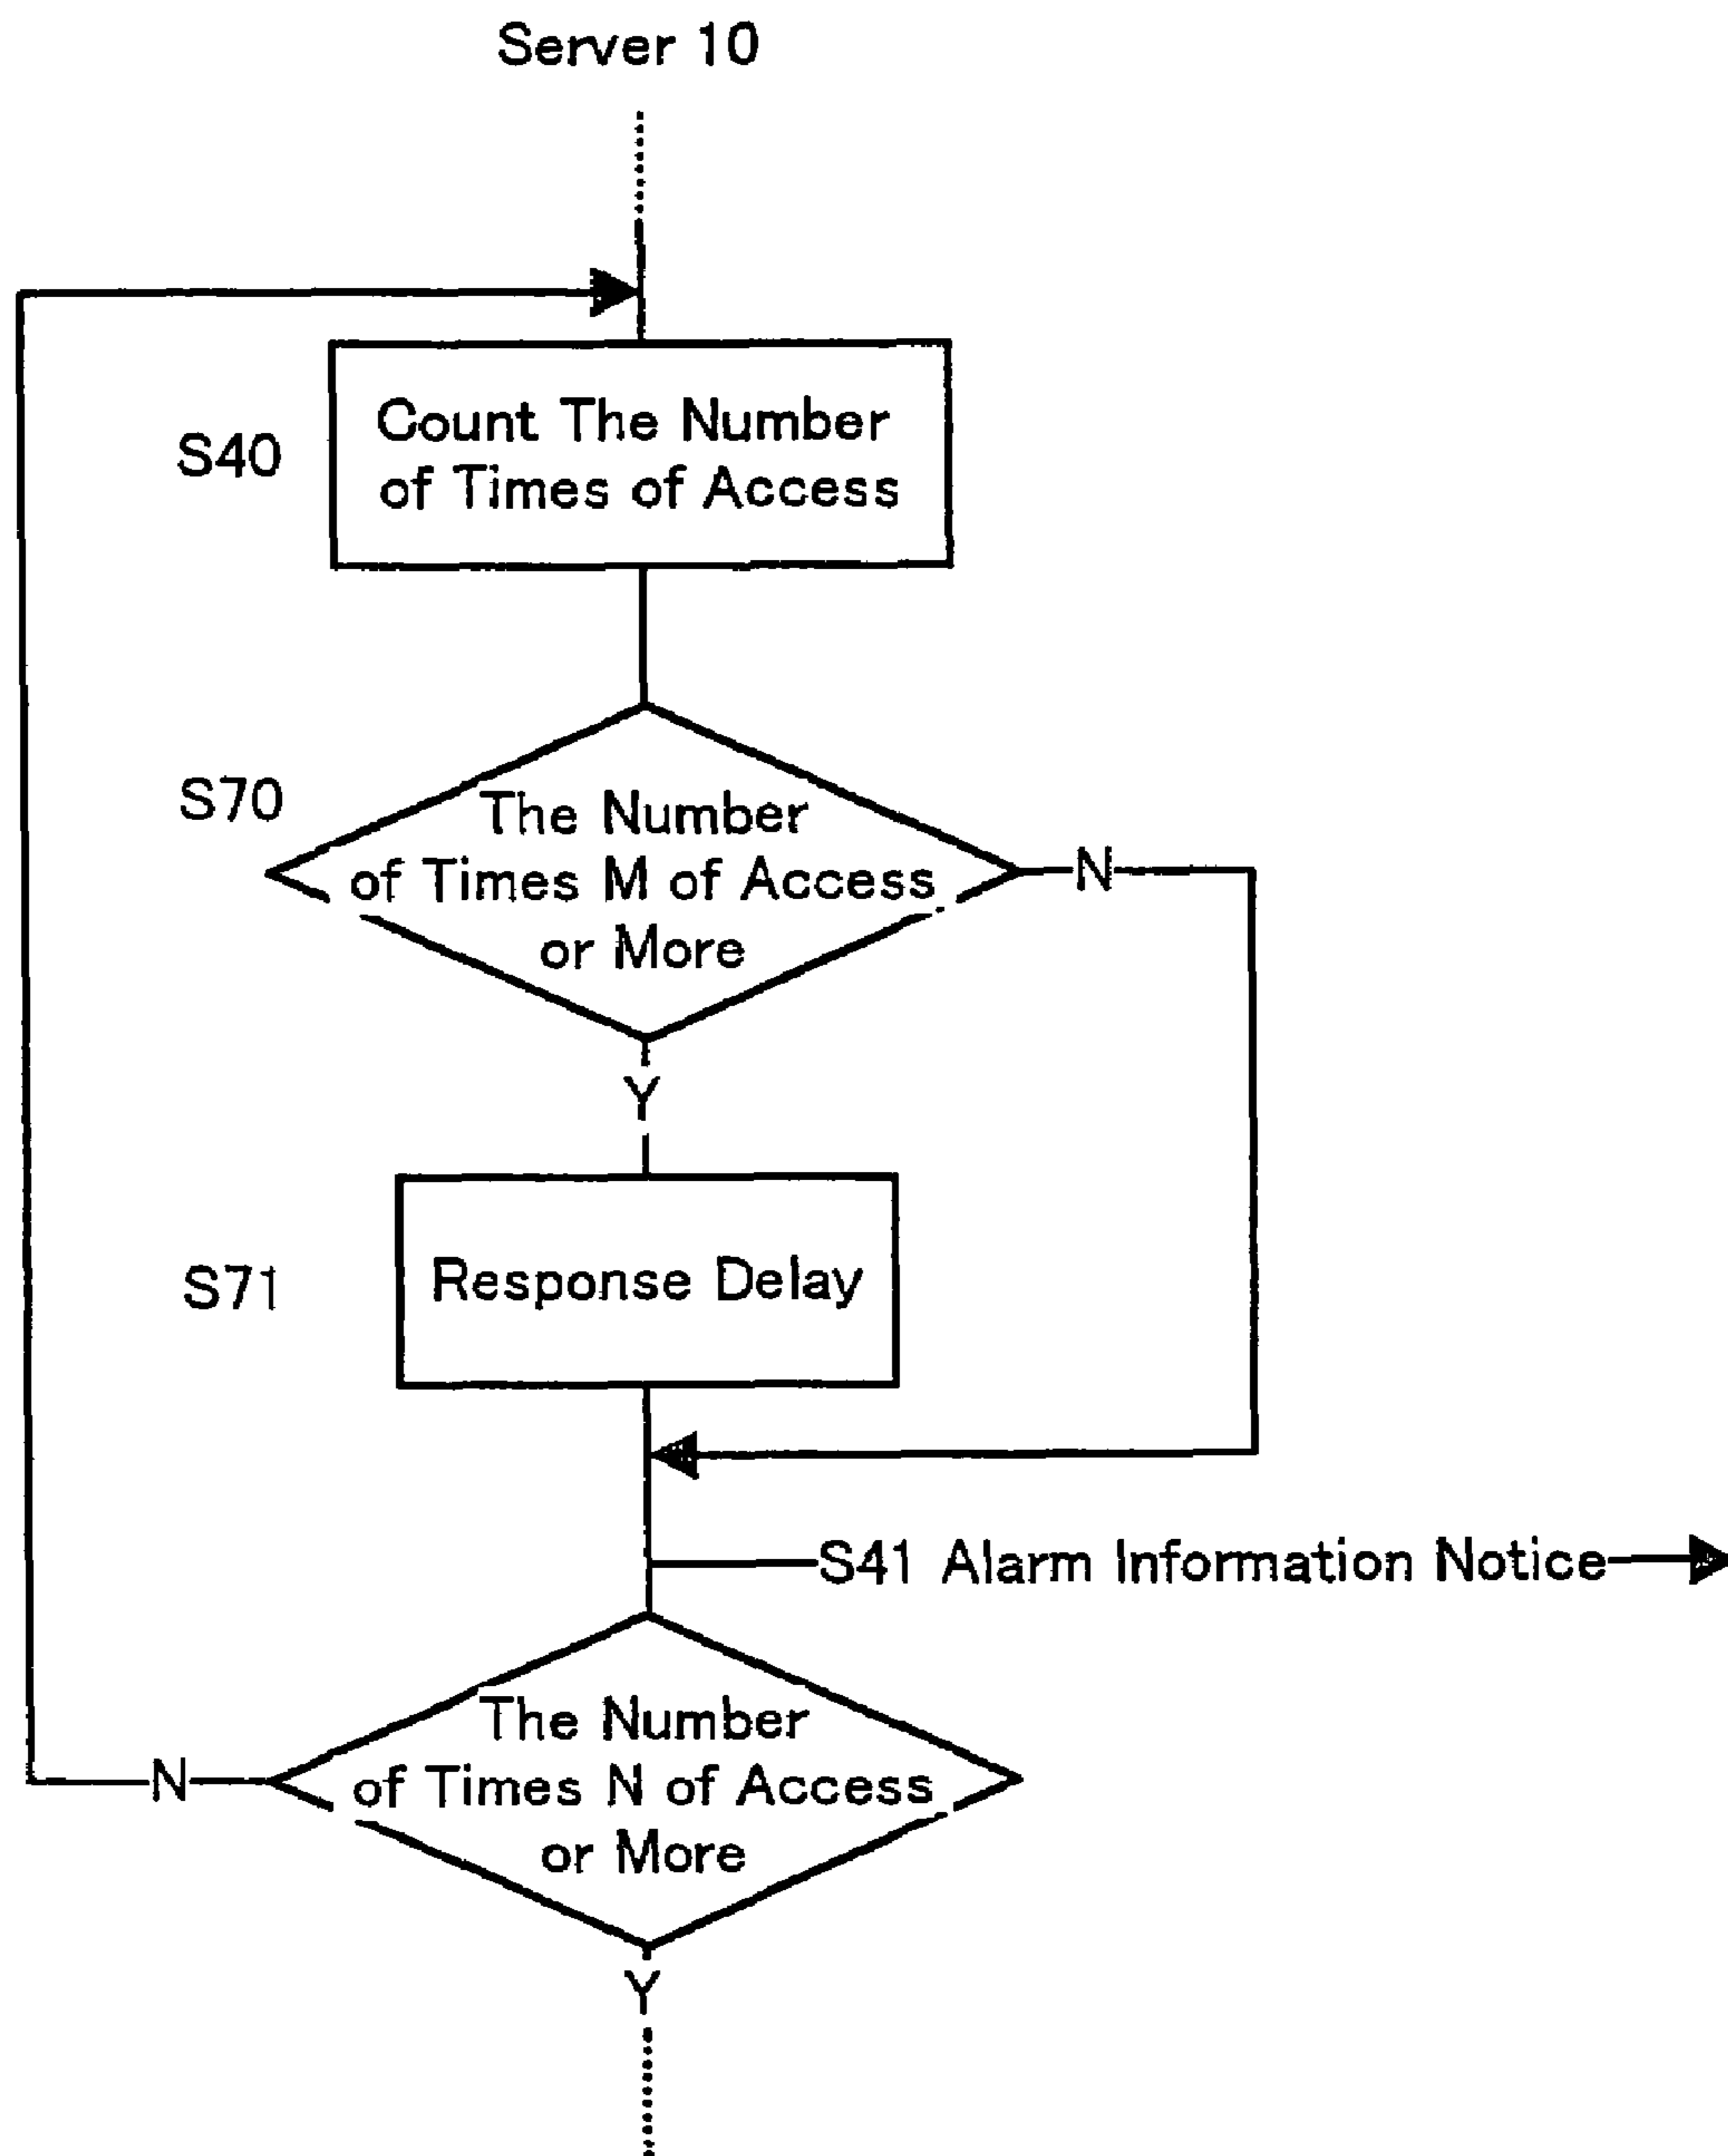 Server 10
S40
Count The Number
of Times of Access
S70
The Number
of Times M of Access
or More
N
Y
S71
Response Delay
S41 Alarm Information Notice
The Number
of Times N of Access
or More
N
Y